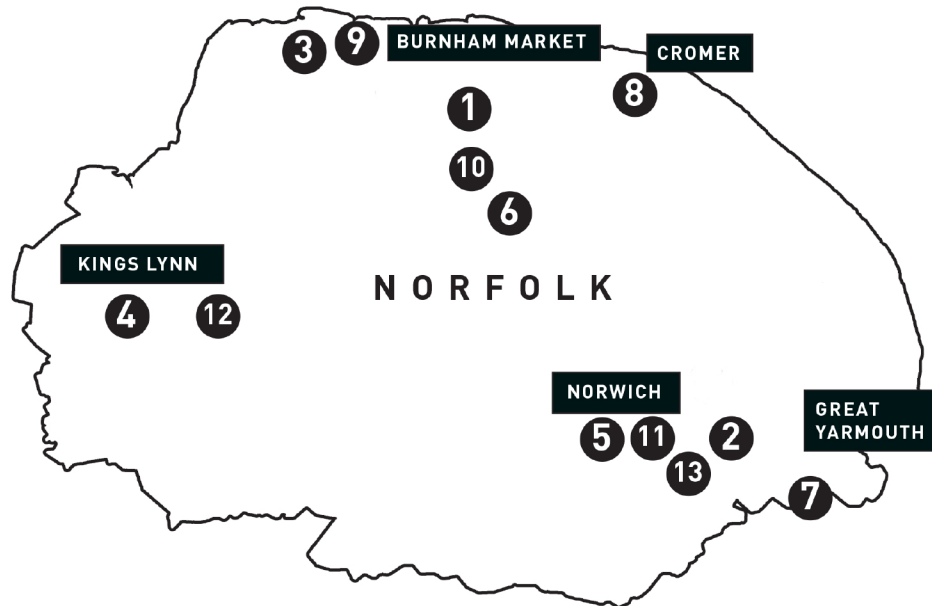 3
9
BURNHAM MARKET
CROMER
8
1
10
6
KINGS LYNN
NORFOLK
4
12
NORWICH
GREAT
YARMOUTH
5
11
2
13
7